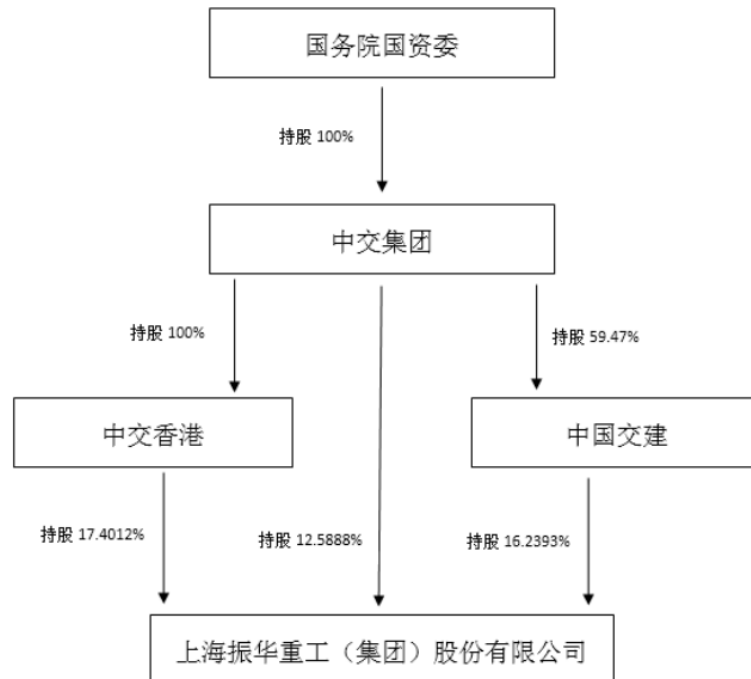 国务院国资委
持股 100%
中交集团
持股 100%
持股 59.47%
中交香港
中国交建
持股 17.4012%
持股 12.5888%
持股 16.2393%
上海振华重工（集团）股份有限公司